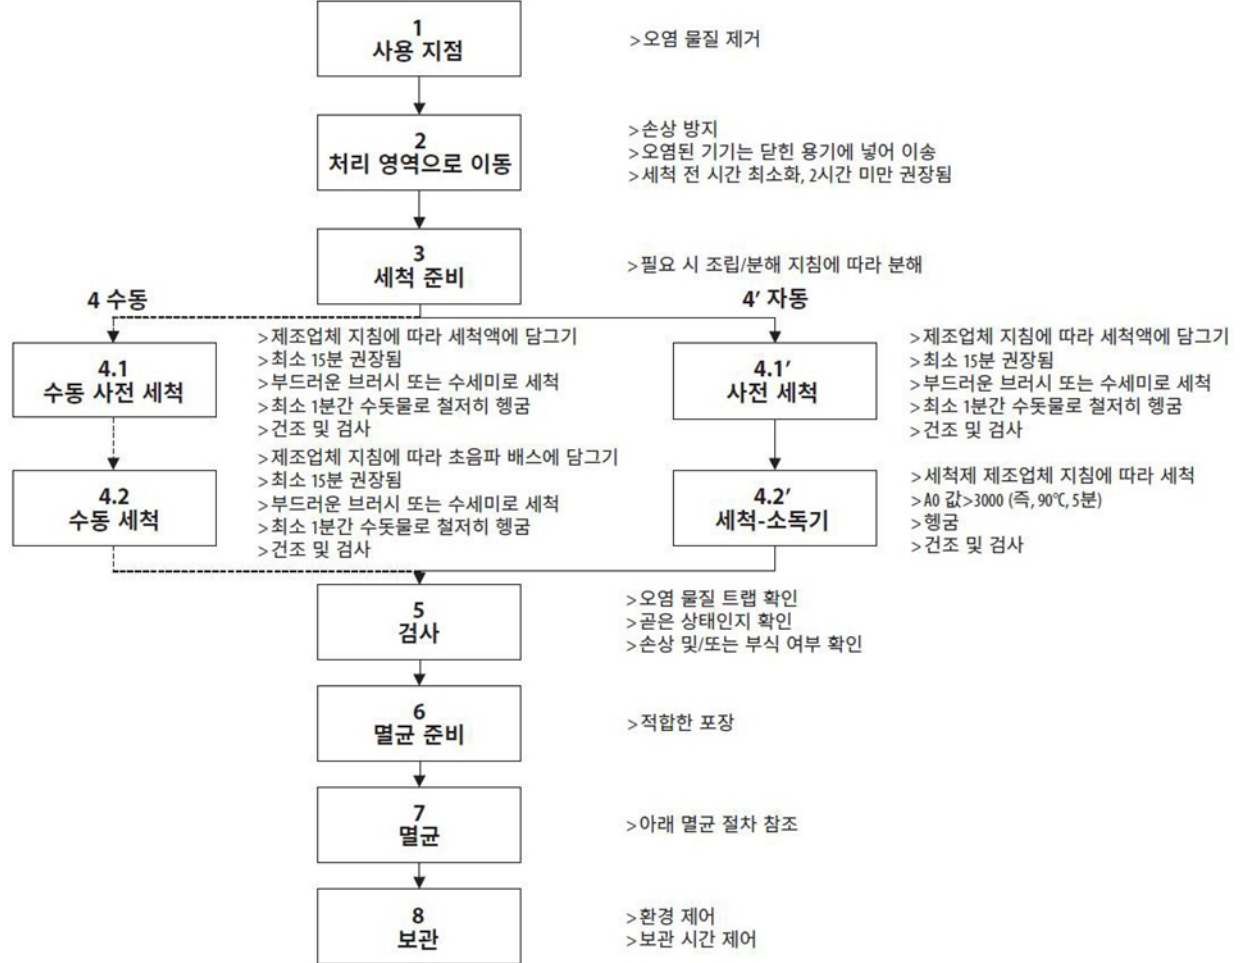 1
사용 지점
>오염 물질 제거
2
처리 영역으로 이동
>손상 방지
>오염된 기기는 닫힌 용기에 넣어 이송
>세척 전 시간 최소화, 2시간 미만 권장됨
3
세척 준비
>필요 시 조립/분해 지침에 따라 분해
4 수동
4.1
수동 사전 세척
>제조업체 지침에 따라 세척액에 담그기
>최소 15분 권장됨
>부드러운 브러시 또는 수세미로 세척
>최소 1분간 수돗물로 철저히 헹굼
>건조 및 검사
4.2
수동 세척
>제조업체 지침에 따라 초음파 배스에 담그기
>최소 15분 권장됨
>부드러운 브러시 또는 수세미로 세척
>최소 1분간 수돗물로 철저히 헹굼
>건조 및 검사
4′ 자동
4.1′
사전 세척
>제조업체 지침에 따라 세척액에 담그기
>최소 15분 권장됨
>부드러운 브러시 또는 수세미로 세척
>최소 1분간 수돗물로 철저히 헹굼
>건조 및 검사
4.2′
세척-소독기
>세척제 제조업체 지침에 따라 세척
>A0 값>3000 (즉, 90℃, 5분)
>헹굼
>건조 및 검사
5
검사
>오염 물질 트랩 확인
>곧은 상태인지 확인
>손상 및/또는 부식 여부 확인
6
멸균 준비
>적합한 포장
7
멸균
>아래 멸균 절차 참조
8
보관
>환경 제어
>보관 시간 제어